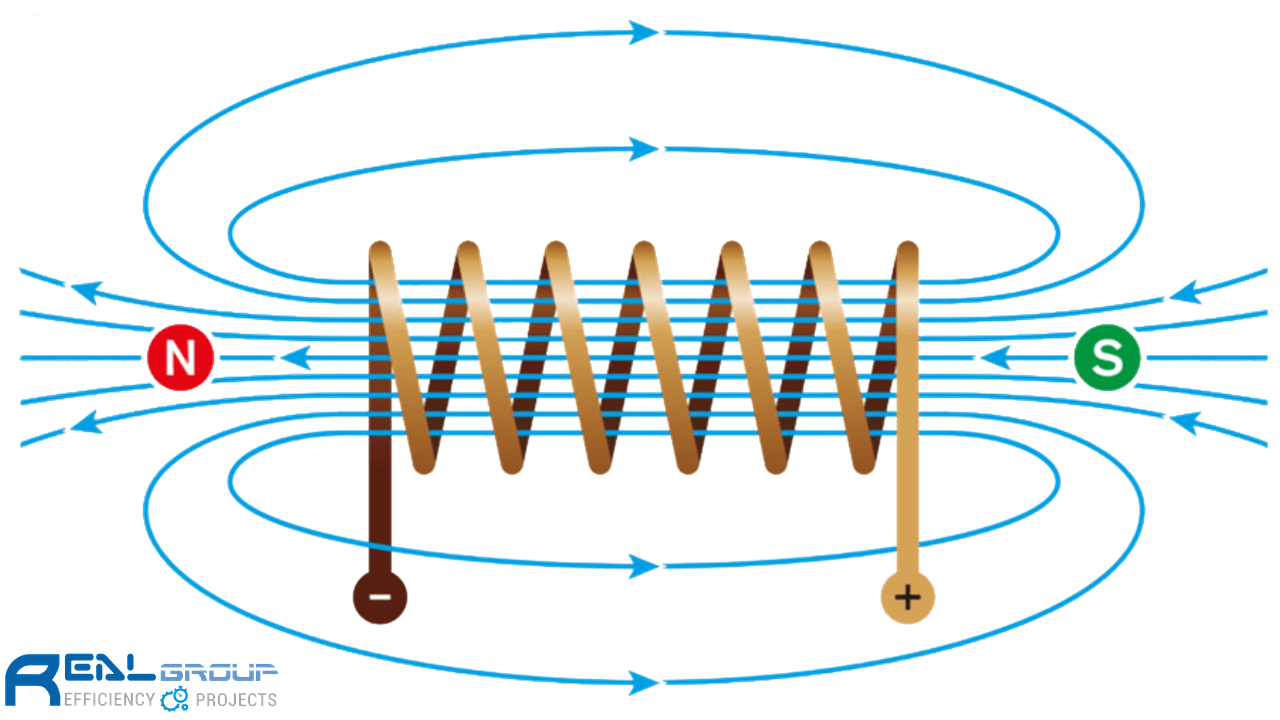 N
S
-
+
REAL GROUP
EFFICIENCY PROJECTS